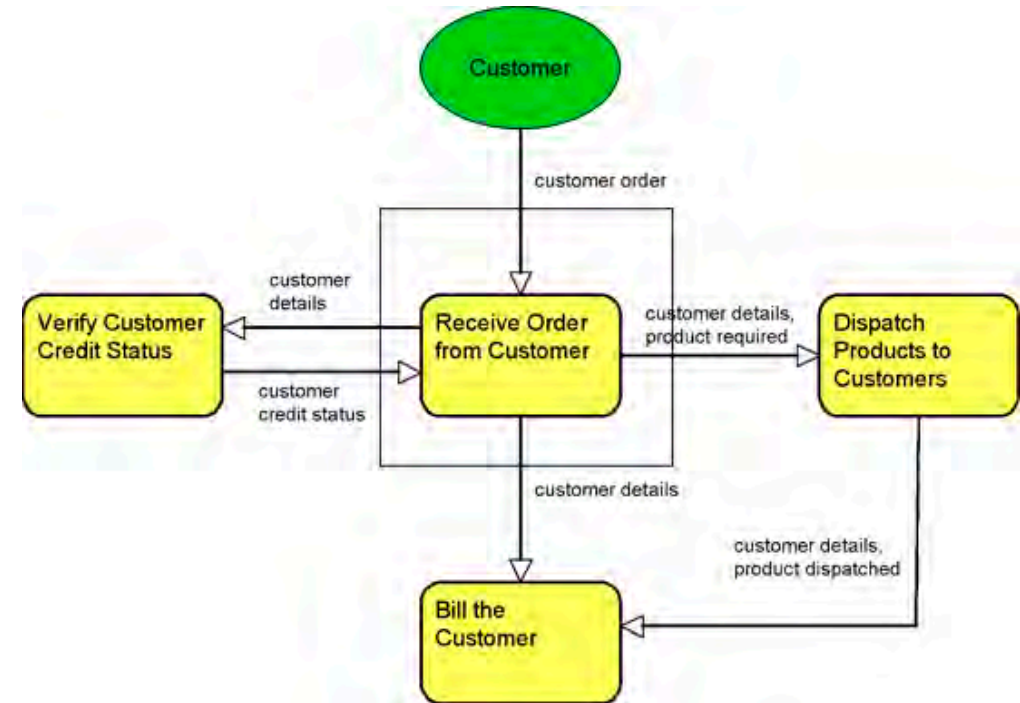 Customer
customer order
customer
details
Verify Customer
Credit Status
Receive Order
from Customer
customer details,
product required
Dispatch
Products to
Customers
customer
credit status
customer details
customer details,
product dispatched
Bill the
Customer